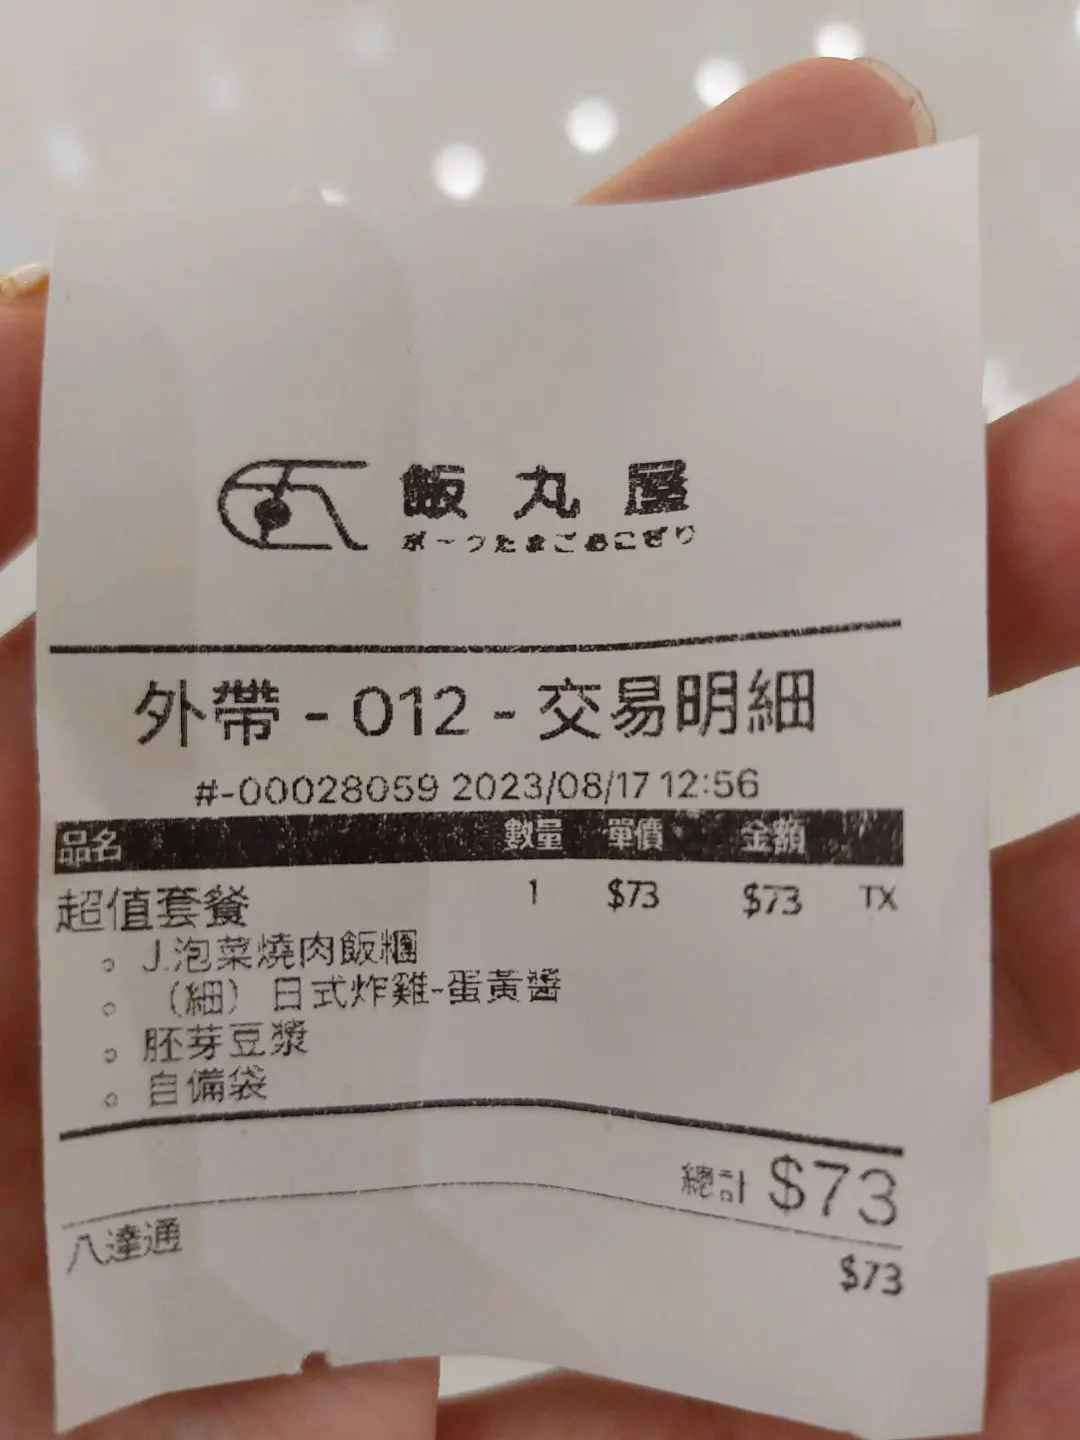 飯丸屋
ポークたまごおにぎり
外帶 - 012 - 交易明細
#-00028059 2023/08/17 12:56
品名 數量 單價 金額
超值套餐 1 $73 $73 TX
J.泡菜燒肉飯糰
（細） 日式炸雞-蛋黃醬
胚芽豆漿
自備袋
總計 $73
八達通 $73